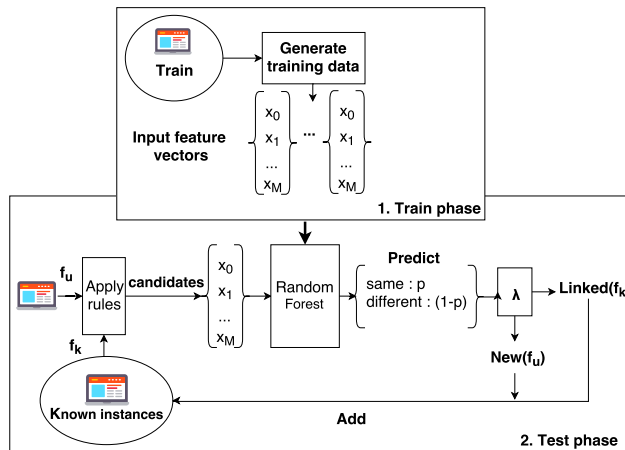 Train
Generate
training data
Input feature
vectors
x0
x1
...
xM
...
x0
x1
...
xM
1. Train phase
fu
Apply
rules
candidates
x0
x1
...
xM
Random
Forest
Predict
same : p
different : (1-p)
λ
Linked(fk
New(fu)
fk
Known instances
Add
2. Test phase